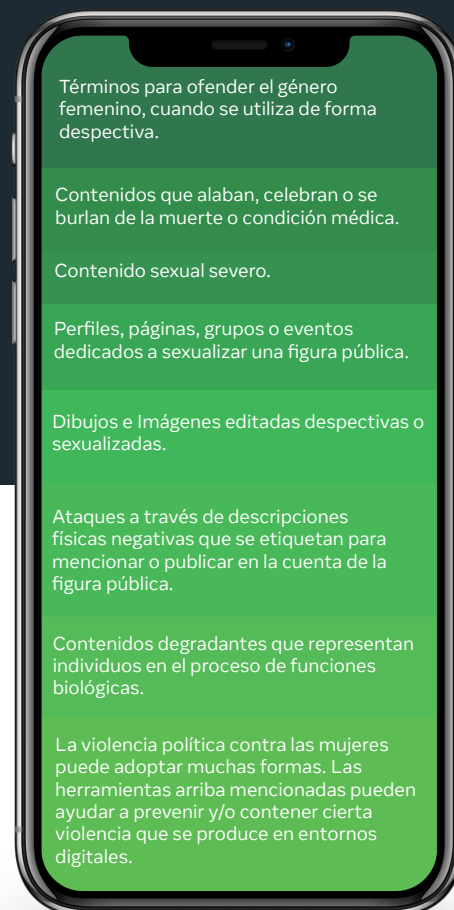 Términos para ofender el género
femenino, cuando se utiliza de forma
despectiva.
Contenidos que alaban, celebran o se
burlan de la muerte o condición médica.
Contenido sexual severo.
Perfiles, páginas, grupos o eventos
dedicados a sexualizar una figura pública.
Dibujos e Imágenes editadas despectivas o
sexualizadas.
Ataques a través de descripciones
físicas negativas que se etiquetan para
mencionar o publicar en la cuenta de la
figura pública.
Contenidos degradantes que representan
individuos en el proceso de funciones
biológicas.
La violencia política contra las mujeres
puede adoptar muchas formas. Las
herramientas arriba mencionadas pueden
ayudar a prevenir y/o contener cierta
violencia que se produce en entornos
digitales.